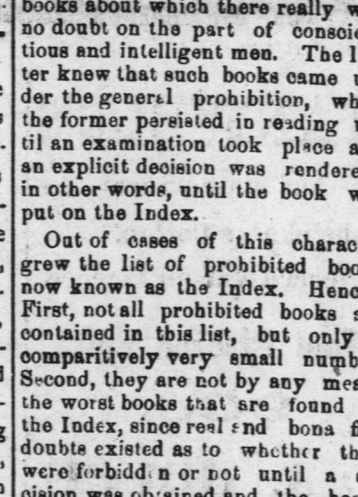 books about which there really w
no doubt on the part of conscie
tious and intelligent men. The l
ter knew that such books came u
der the general prohibition, wh
the former persisted in reading
til an examination took place a
an explicit decision was rendere
in other words, until the book w
put on the Index.
Out of cases of this charac
grew the list of prohibited boo
now known as the Index. Henc
First, not all prohibited books
contained in this list, but only
comparitively very small numb
Second, they are not by any mea
the worst books that are found
the Index, since real and bona f
doubts existed as to whether th
were forbidden or not until a
cision was obtained and the b